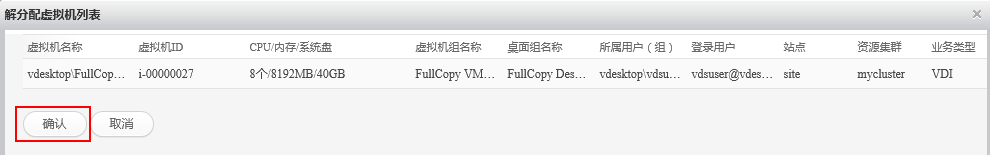 解分配虚拟机列表
虚拟机名称 虚拟机ID CPU/内存/系统盘 虚拟机组名称 桌面组名称 所属用户（组） 登录用户 站点 资源集群 业务类型
vdesktop\FullCop… i-00000027 8个/8192MB/40GB FullCopy VM… FullCopy Des… vdesktop\vdsu… vdsuser@vdes… site mycluster VDI
确认 取消